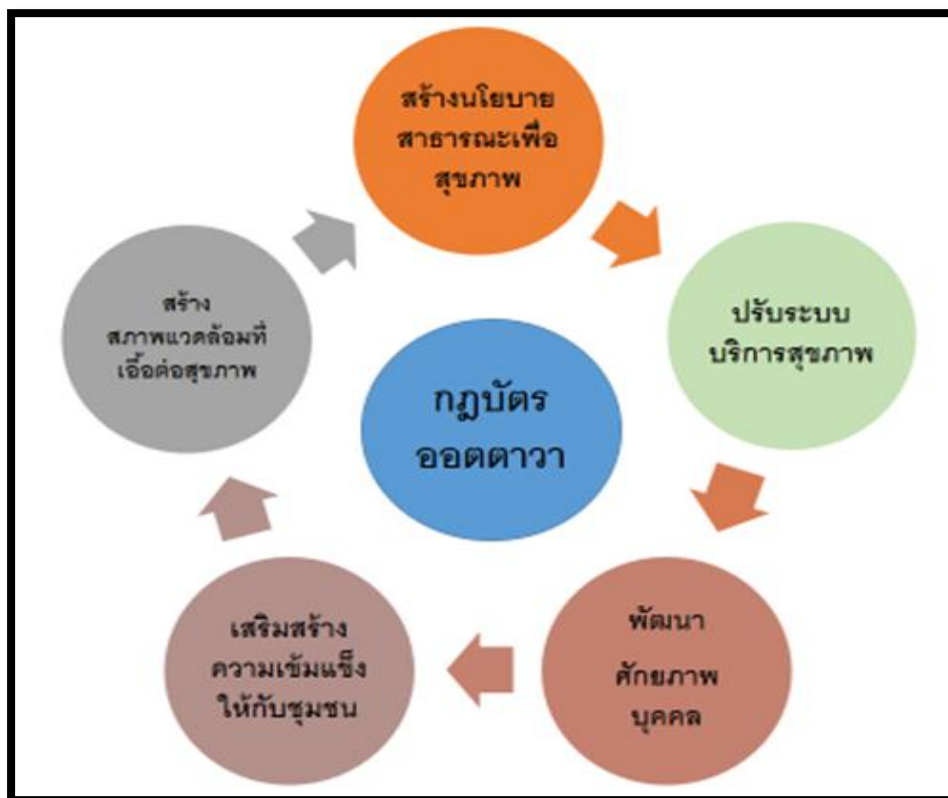 สร้างนโยบาย
สาธารณะเพื่อ
สุขภาพ
ปรับระบบ
บริการสุขภาพ
พัฒนา
ศักยภาพ
บุคคล
เสริมสร้าง
ความเข้มแข็ง
ให้กับชุมชน
สร้าง
สภาพแวดล้อมที่
เอื้อต่อสุขภาพ
กฎบัตร
ออตตาวา